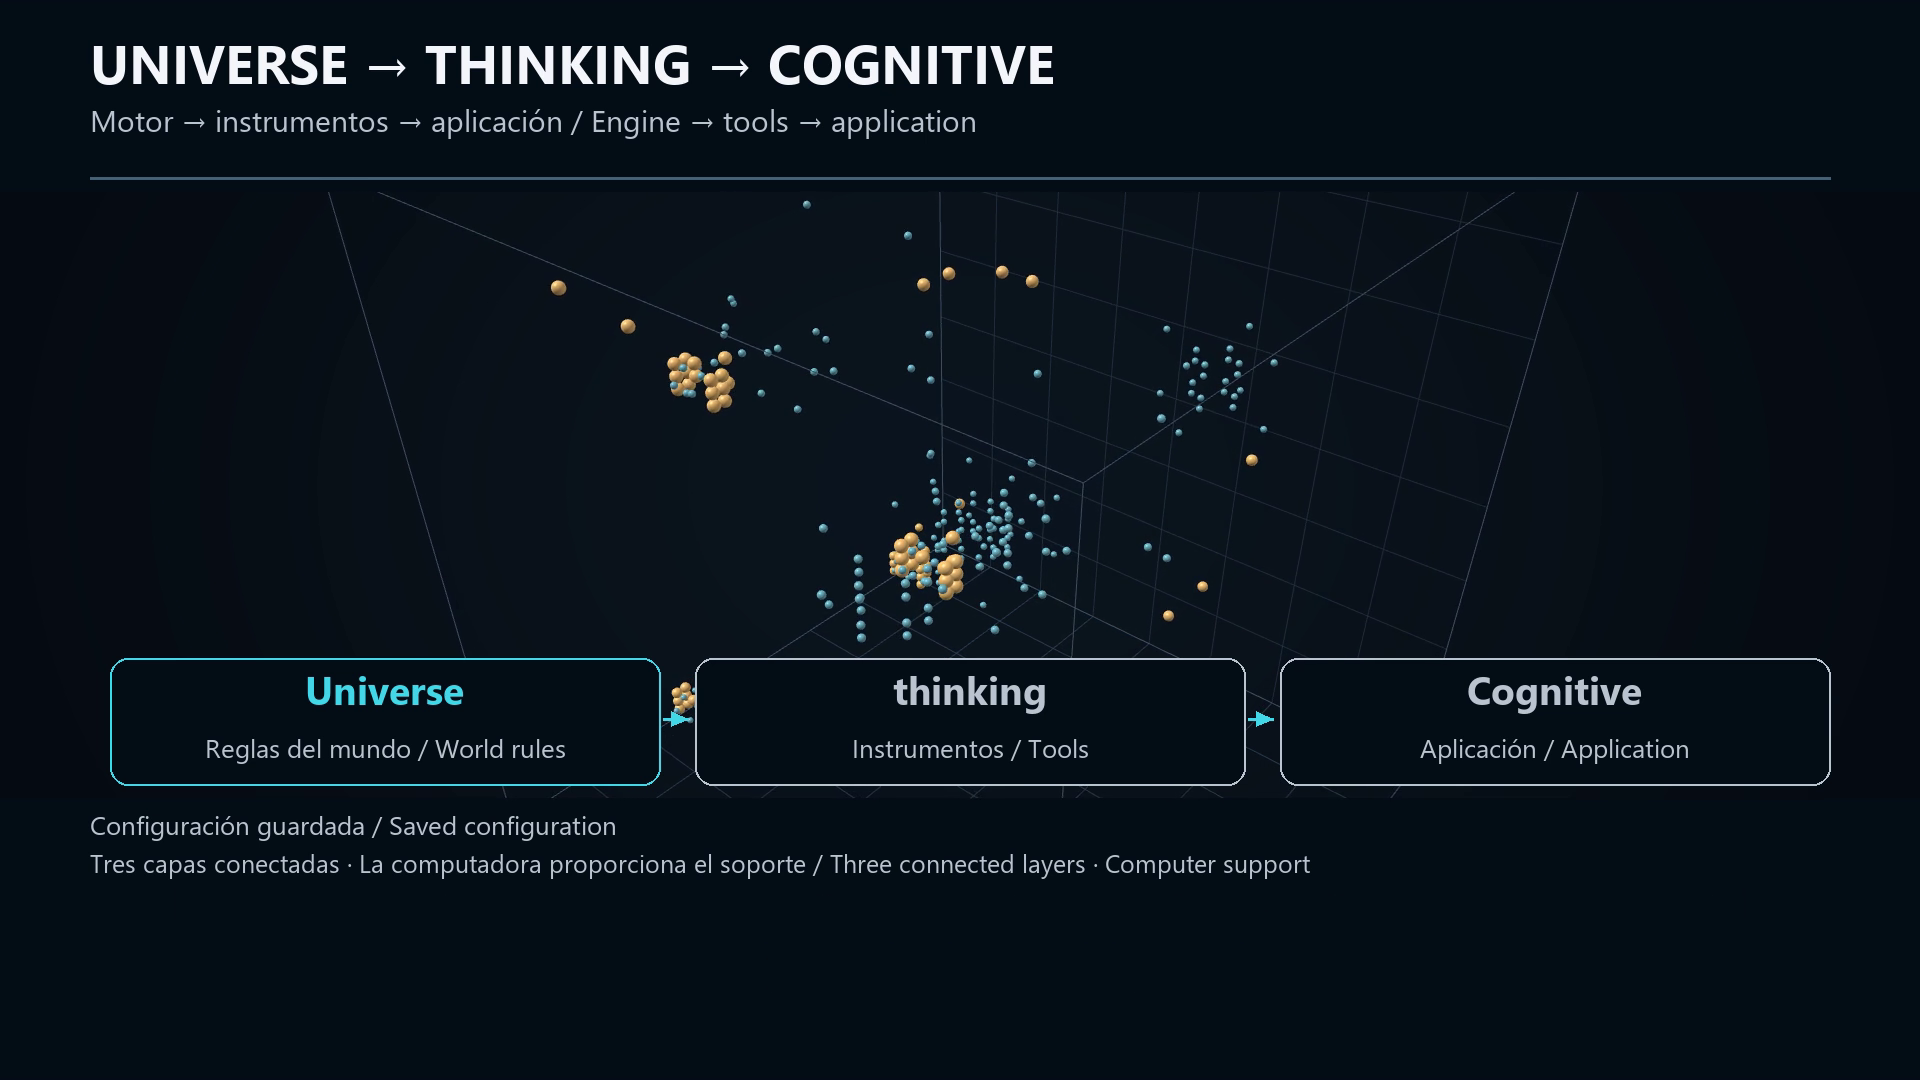 UNIVERSE → THINKING → COGNITIVE
Motor → instrumentos → aplicación / Engine → tools → application
Universe
Reglas del mundo / World rules
thinking
Instrumentos / Tools
Cognitive
Aplicación / Application
Configuración guardada / Saved configuration
Tres capas conectadas · La computadora proporciona el soporte / Three connected layers · Computer support